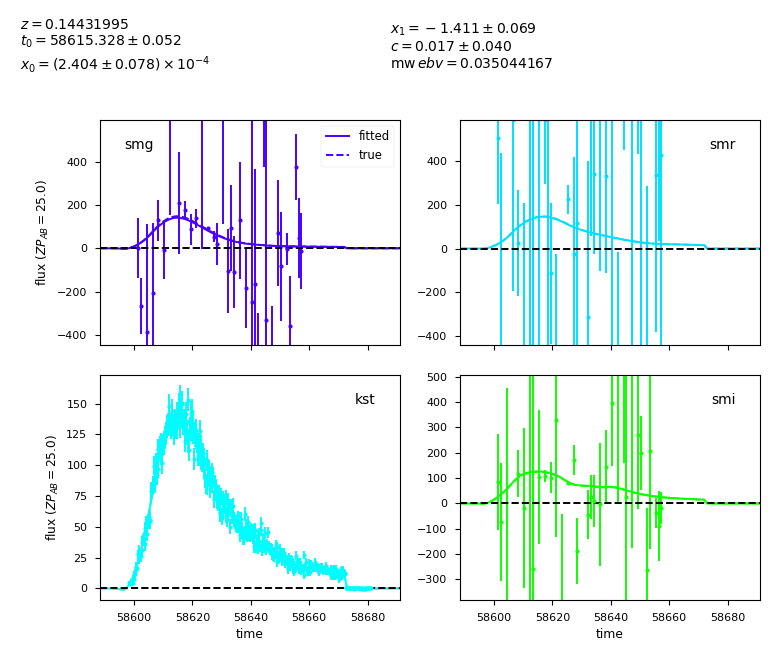 z = 0.14431995
t₀ = 58615.328 ± 0.052
x₀ = (2.404 ± 0.078) × 10⁻⁴
x₁ = −1.411 ± 0.069
c = 0.017 ± 0.040
mw ebv = 0.035044167
smg
fitted
true
flux (ZP_AB = 25.0)
400
200
0
−200
−400
smr
400
200
0
−200
−400
kst
flux (ZP_AB = 25.0)
150
125
100
75
50
25
0
58600 58620 58640 58660 58680
time
smi
500
400
300
200
100
0
−100
−200
−300
58600 58620 58640 58660 58680
time